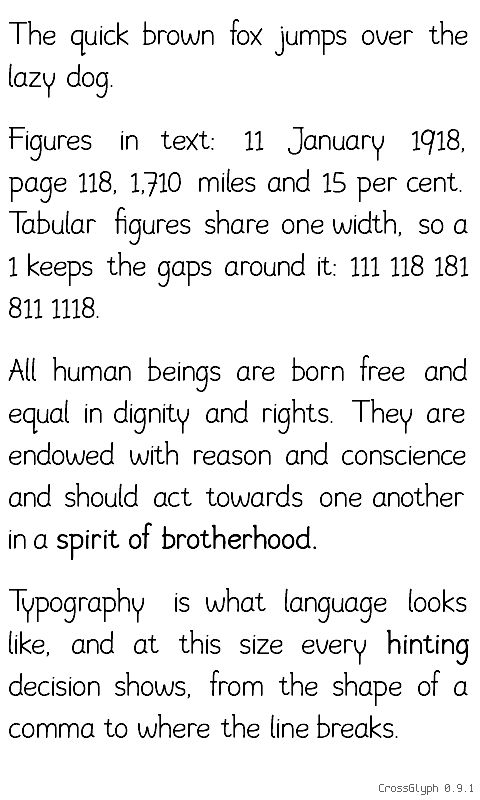 The quick brown fox jumps over the
lazy dog.
Figures in text: 11 January 1918,
page 118, 1,710 miles and 15 per cent.
Tabular figures share one width, so a
1 keeps the gaps around it: 111 118 181
811 1118.
All human beings are born free and
equal in dignity and rights. They are
endowed with reason and conscience
and should act towards one another
in a spirit of brotherhood.
Typography is what language looks
like, and at this size every hinting
decision shows, from the shape of a
comma to where the line breaks.
CrossGlyph 0.9.1